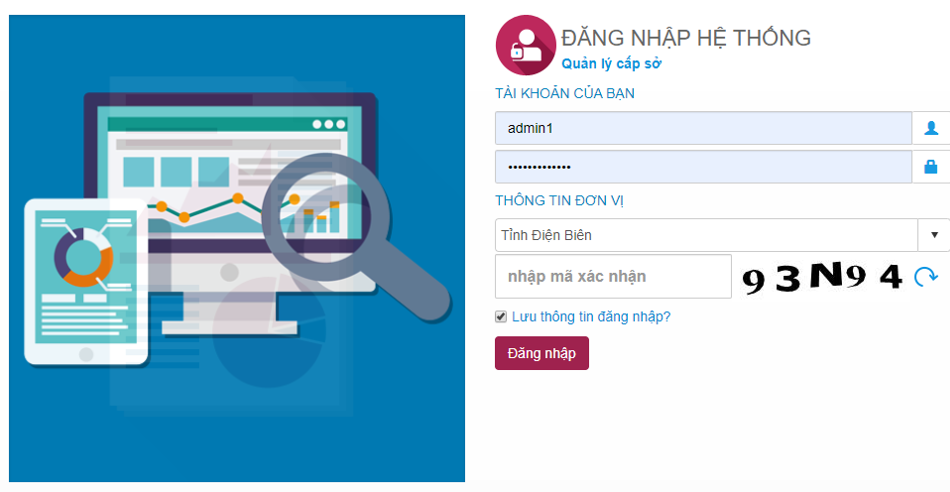 ĐĂNG NHẬP HỆ THỐNG
Quản lý cấp sở
TÀI KHOẢN CỦA BẠN
admin1
•••••••••••••
THÔNG TIN ĐƠN VỊ
Tỉnh Điện Biên
nhập mã xác nhận
93N94
Lưu thông tin đăng nhập?
Đăng nhập